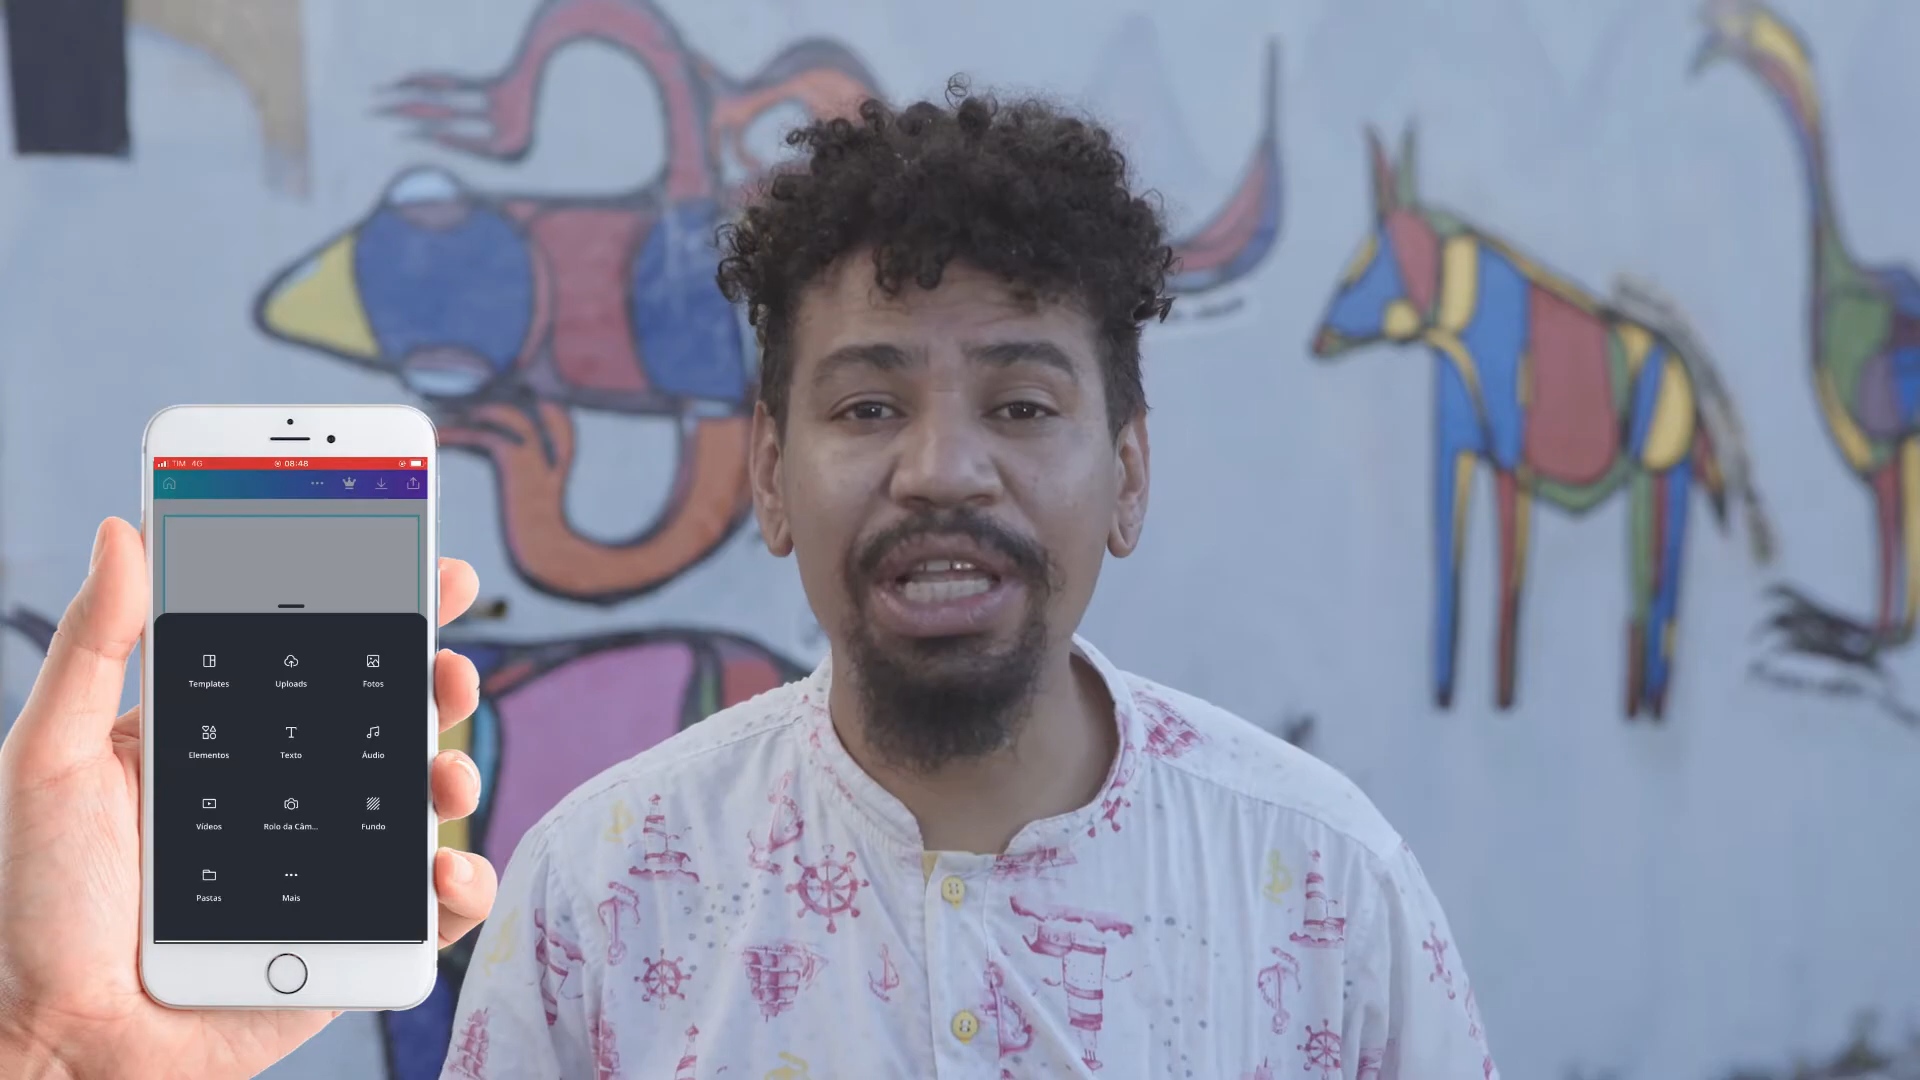 TIM 4G 08:48
Templates Uploads Fotos
Elementos Texto Áudio
Vídeos Rolo da Câm... Fundo
Pastas Mais